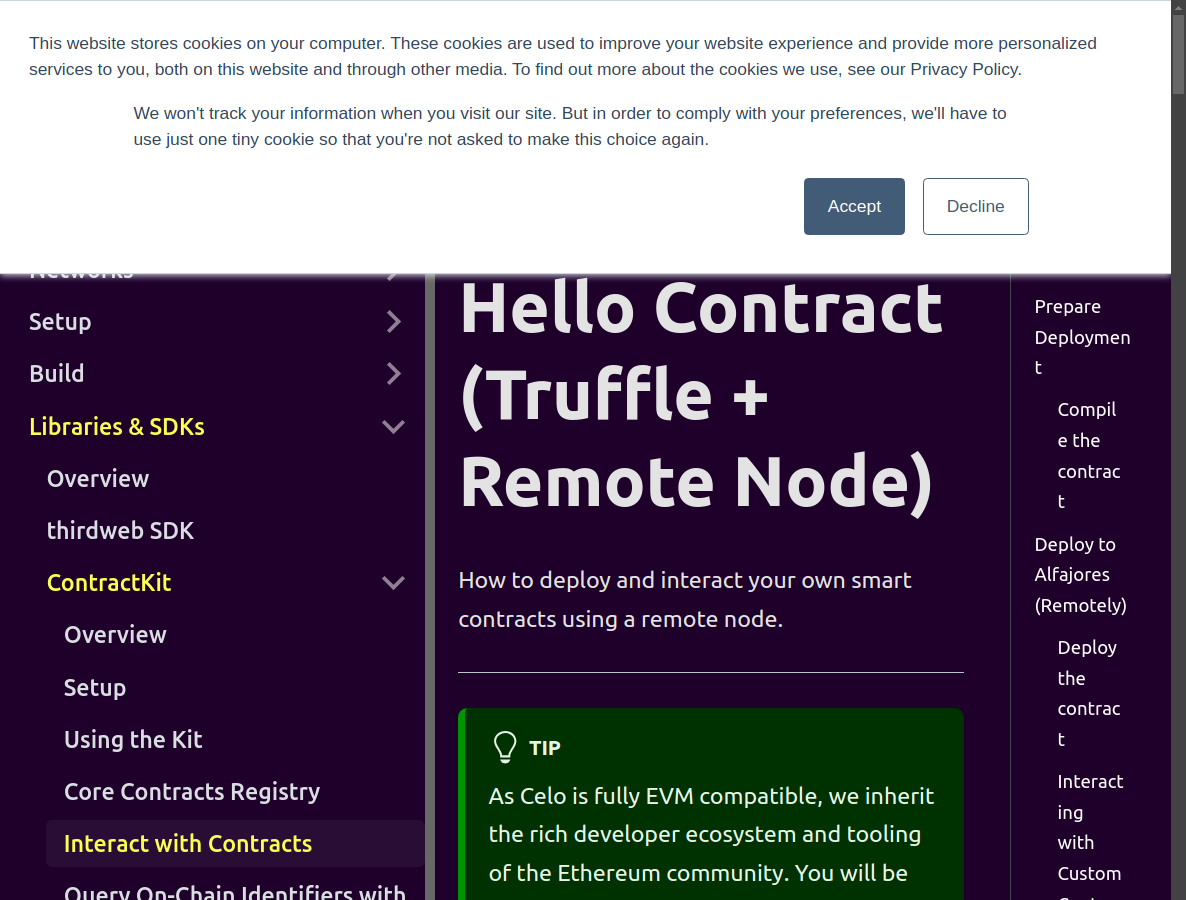 This website stores cookies on your computer. These cookies are used to improve your website experience and provide more personalized
services to you, both on this website and through other media. To find out more about the cookies we use, see our Privacy Policy.
We won't track your information when you visit our site. But in order to comply with your preferences, we'll have to
use just one tiny cookie so that you're not asked to make this choice again.
Accept
Decline
Networks
Setup
Build
Libraries & SDKs
Overview
thirdweb SDK
ContractKit
Overview
Setup
Using the Kit
Core Contracts Registry
Interact with Contracts
Query On-Chain Identifiers with
Hello Contract
(Truffle +
Remote Node)
How to deploy and interact your own smart
contracts using a remote node.
TIP
As Celo is fully EVM compatible, we inherit
the rich developer ecosystem and tooling
of the Ethereum community. You will be
Prepare
Deploymen
t
Compil
e the
contrac
t
Deploy to
Alfajores
(Remotely)
Deploy
the
contrac
t
Interact
ing
with
Custom